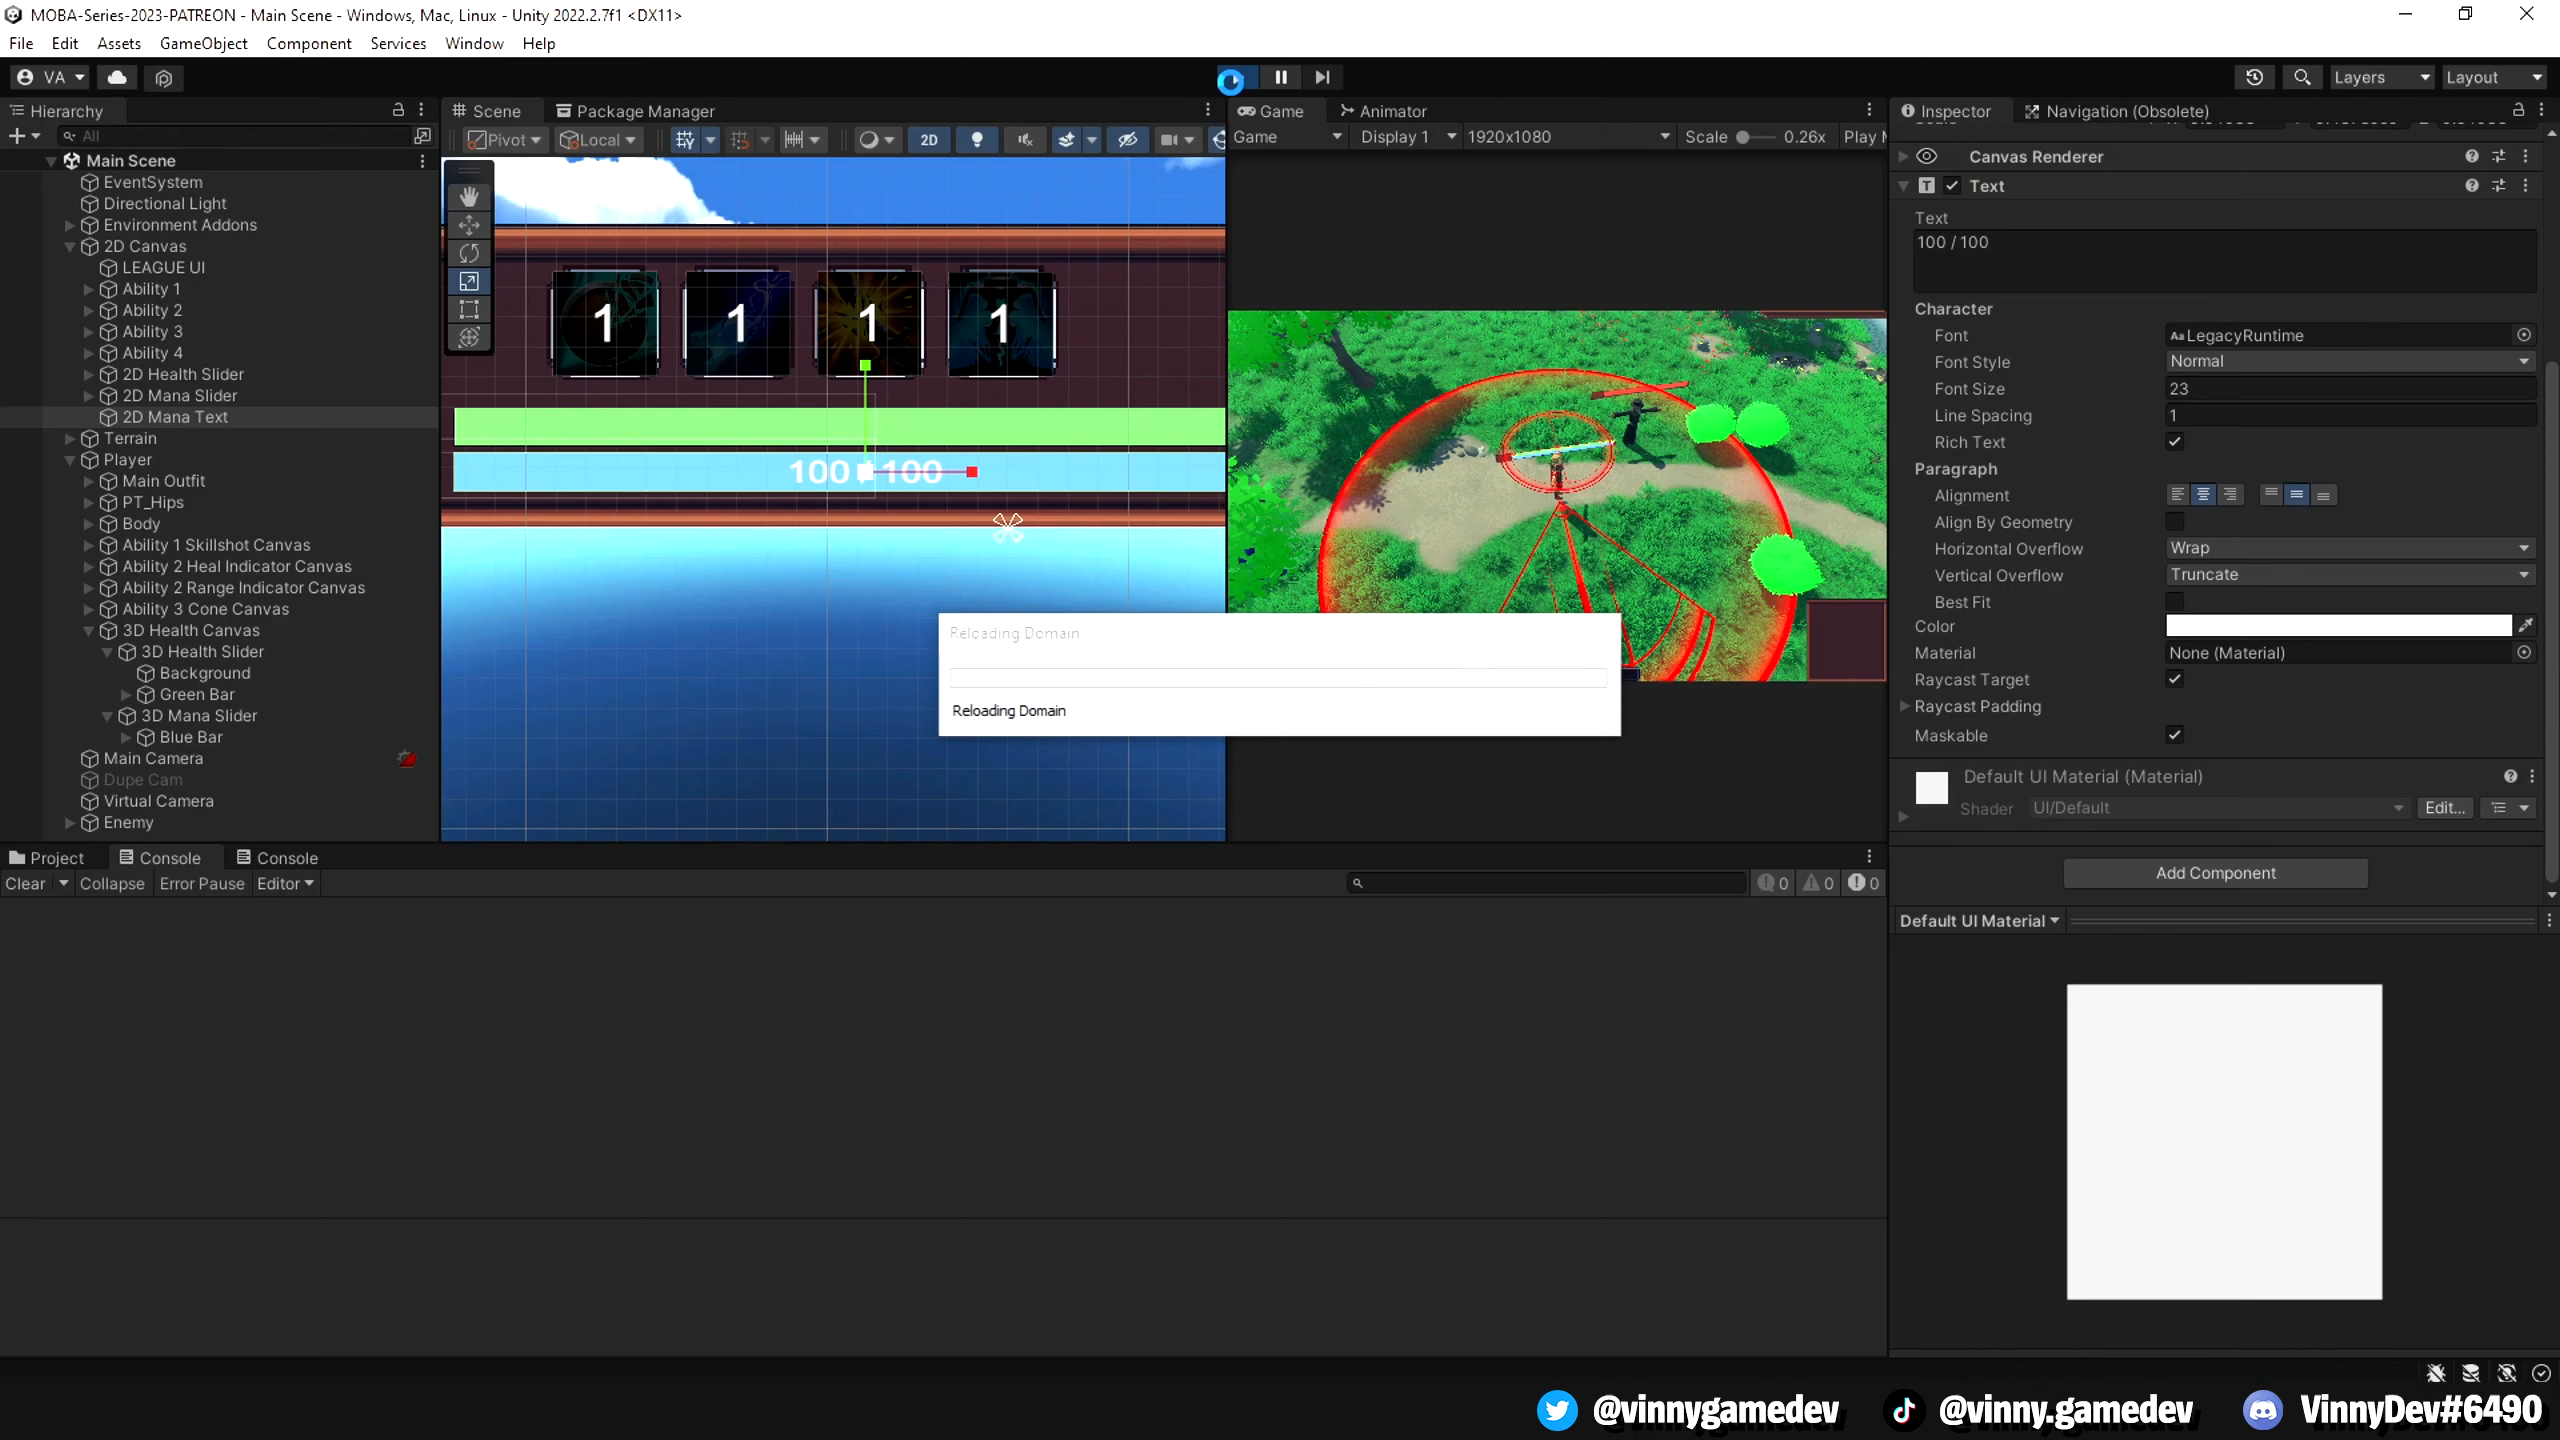 MOBA-Series-2023-PATREON - Main Scene - Windows, Mac, Linux - Unity 2022.2.7f1 <DX11>
File Edit Assets GameObject Component Services Window Help
VA
Layers Layout
Hierarchy
All
Main Scene
EventSystem
Directional Light
Environment Addons
2D Canvas
LEAGUE UI
Ability 1
Ability 2
Ability 3
Ability 4
2D Health Slider
2D Mana Slider
2D Mana Text
Terrain
Player
Main Outfit
PT_Hips
Body
Ability 1 Skillshot Canvas
Ability 2 Heal Indicator Canvas
Ability 2 Range Indicator Canvas
Ability 3 Cone Canvas
3D Health Canvas
3D Health Slider
Background
Green Bar
3D Mana Slider
Blue Bar
Main Camera
Dupe Cam
Virtual Camera
Enemy
Scene Package Manager
Pivot Local 2D
1 1 1 1
100 / 100
Game Animator
Game Display 1 1920x1080 Scale 0.26x Play M
Reloading Domain
Reloading Domain
Inspector Navigation (Obsolete)
Canvas Renderer
Text
Text
100 / 100
Character
Font LegacyRuntime
Font Style Normal
Font Size 23
Line Spacing 1
Rich Text
Paragraph
Alignment
Align By Geometry
Horizontal Overflow Wrap
Vertical Overflow Truncate
Best Fit
Color
Material None (Material)
Raycast Target
Raycast Padding
Maskable
Default UI Material (Material)
Shader UI/Default Edit...
Add Component
Default UI Material
Project Console Console
Clear Collapse Error Pause Editor
0 0 0
@vinnygamedev @vinny.gamedev VinnyDev#6490